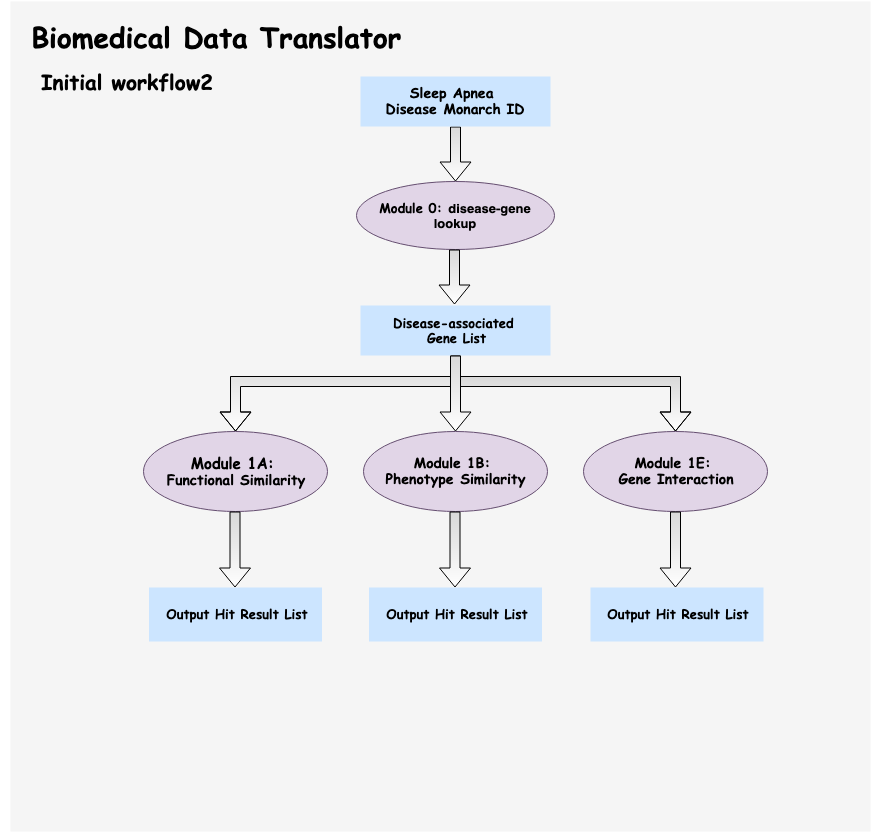 Biomedical Data Translator
Initial workflow2
Sleep Apnea
Disease Monarch ID
Module 0: disease-gene
lookup
Disease-associated
Gene List
Module 1A:
Functional Similarity
Module 1B:
Phenotype Similarity
Module 1E:
Gene Interaction
Output Hit Result List
Output Hit Result List
Output Hit Result List